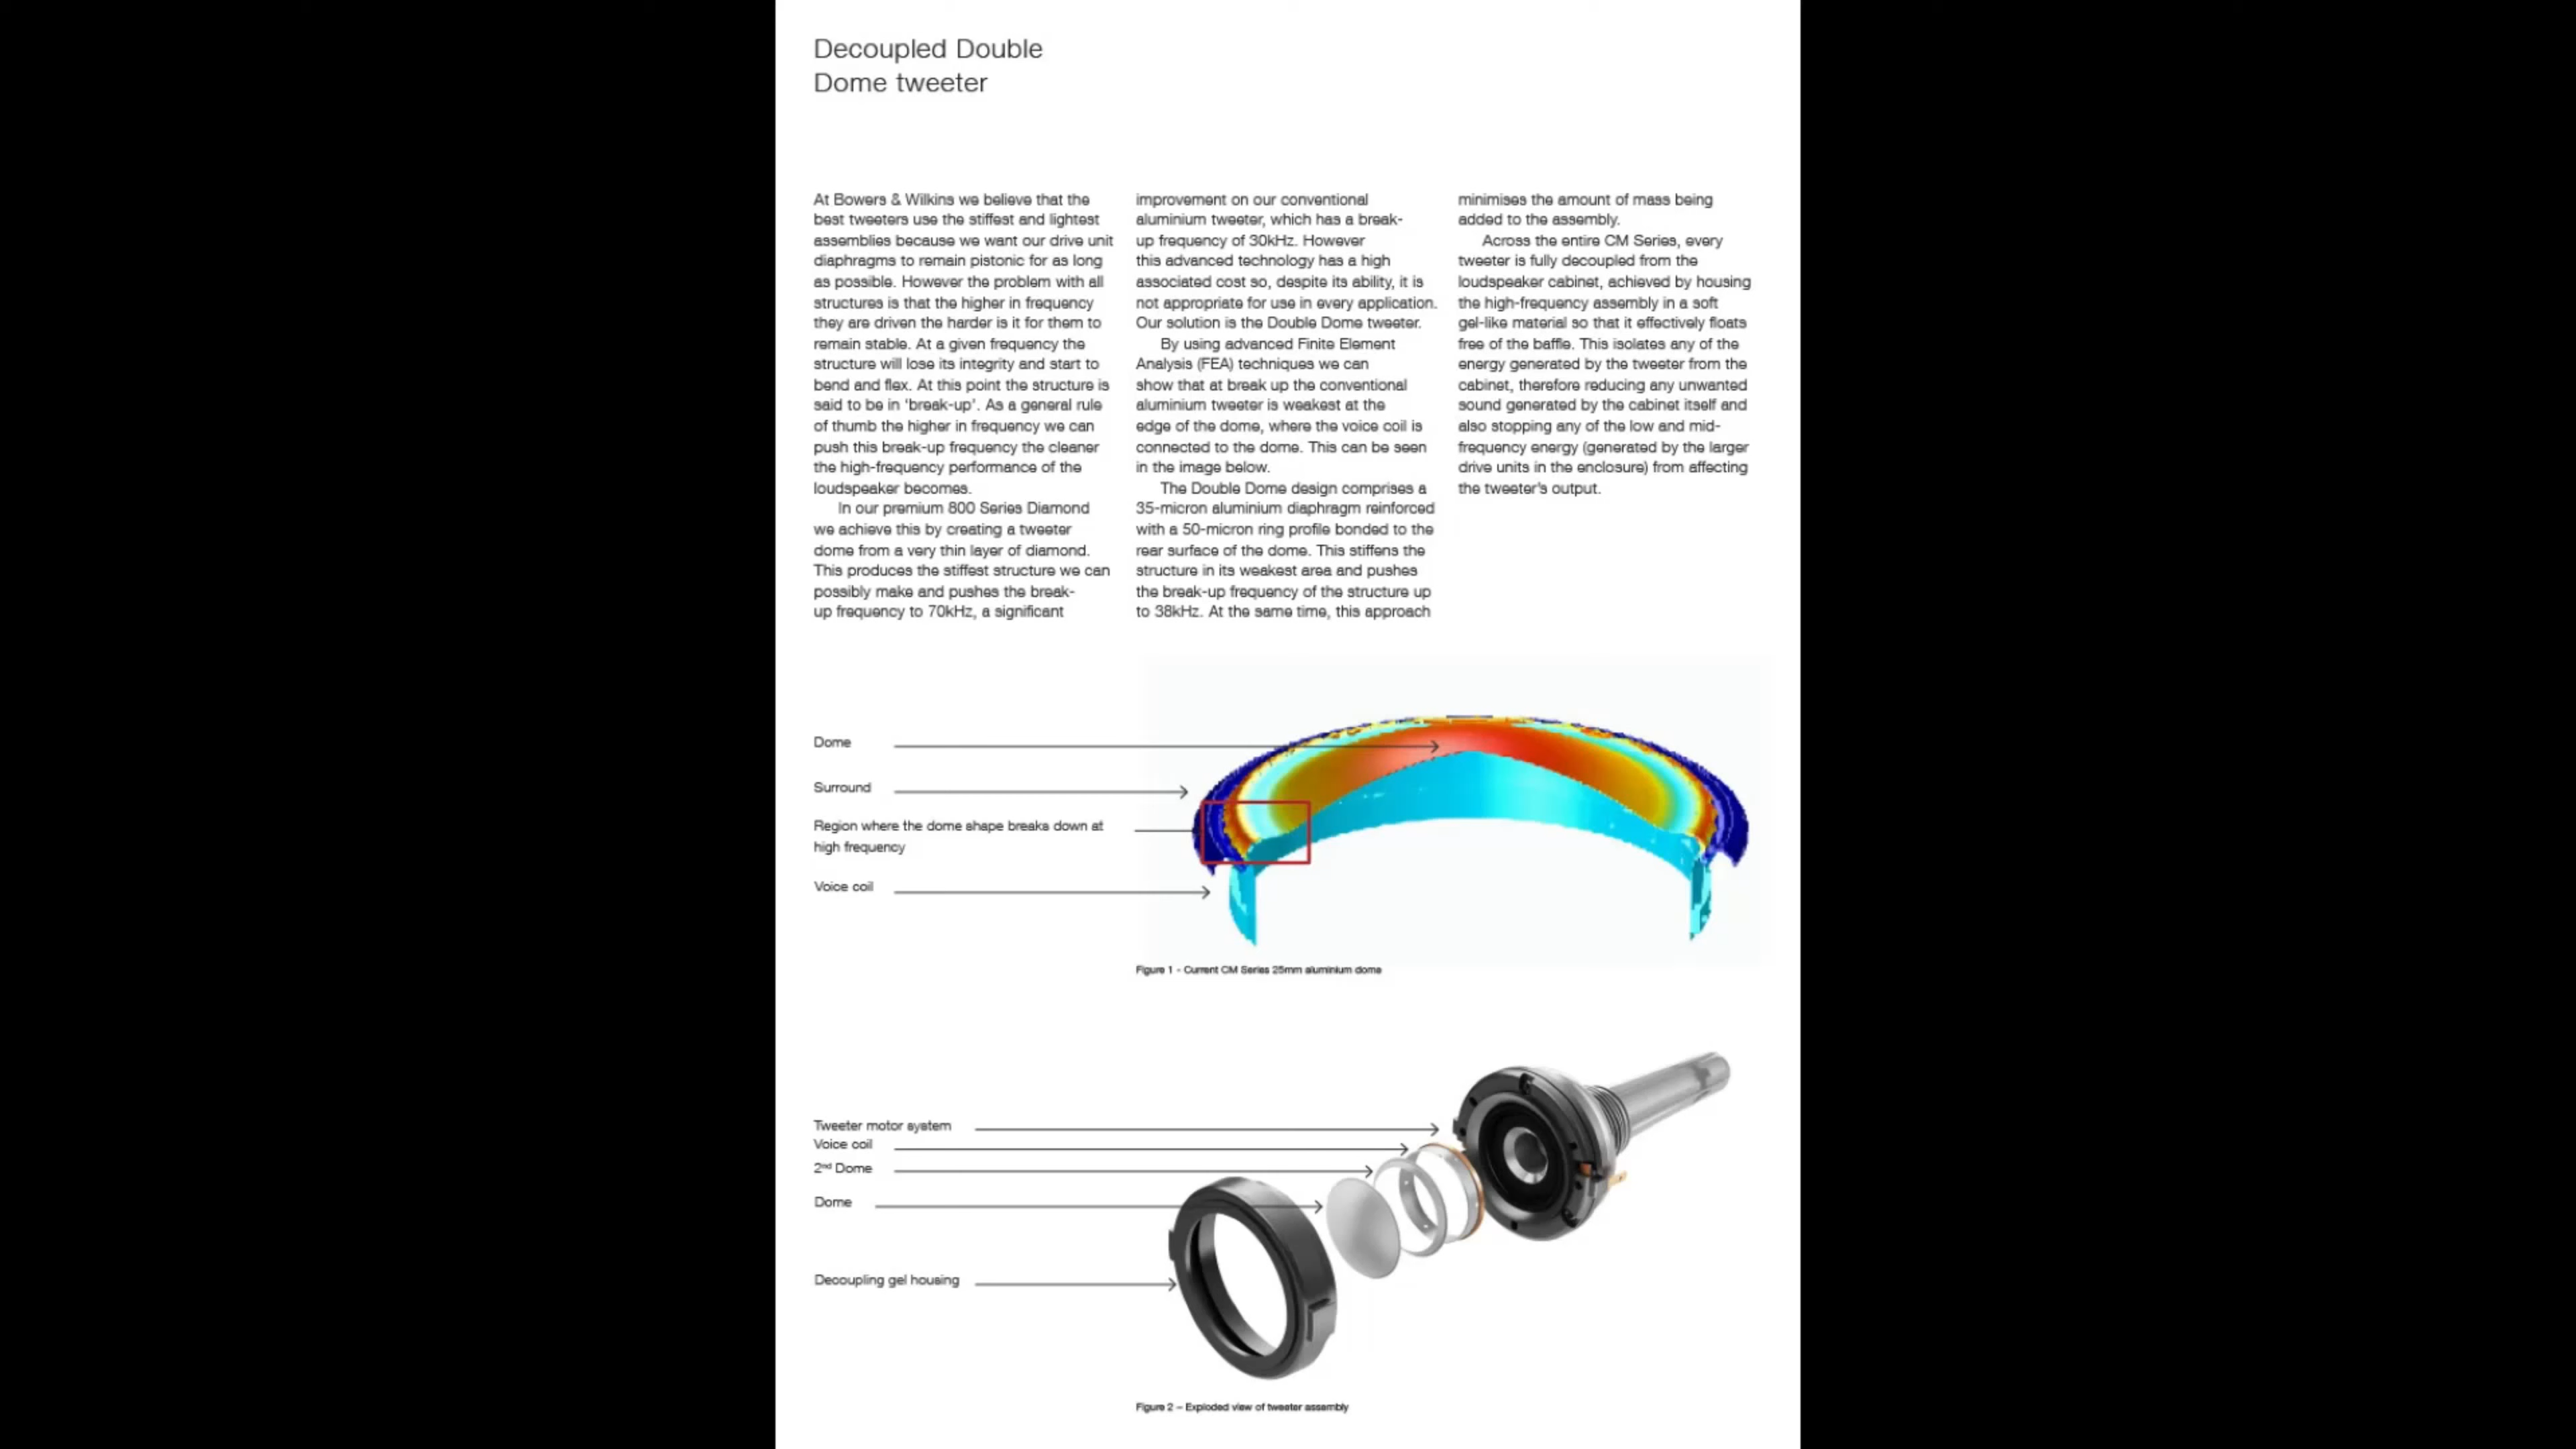 Decoupled Double
Dome tweeter
At Bowers & Wilkins we believe that the
best tweeters use the stiffest and lightest
assemblies because we want our drive unit
diaphragms to remain pistonic for as long
as possible. However the problem with all
structures is that the higher in frequency
they are driven the harder is it for them to
remain stable. At a given frequency the
structure will lose its integrity and start to
bend and flex. At this point the structure is
said to be in 'break-up'. As a general rule
of thumb the higher in frequency we can
push this break-up frequency the cleaner
the high-frequency performance of the
loudspeaker becomes.
In our premium 800 Series Diamond
we achieve this by creating a tweeter
dome from a very thin layer of diamond.
This produces the stiffest structure we can
possibly make and pushes the break-
up frequency to 70kHz, a significant
improvement on our conventional
aluminium tweeter, which has a break-
up frequency of 30kHz. However
this advanced technology has a high
associated cost so, despite its ability, it is
not appropriate for use in every application.
Our solution is the Double Dome tweeter.
By using advanced Finite Element
Analysis (FEA) techniques we can
show that at break up the conventional
aluminium tweeter is weakest at the
edge of the dome, where the voice coil is
connected to the dome. This can be seen
in the image below.
The Double Dome design comprises a
35-micron aluminium diaphragm reinforced
with a 50-micron ring profile bonded to the
rear surface of the dome. This stiffens the
structure in its weakest area and pushes
the break-up frequency of the structure up
to 38kHz. At the same time, this approach
minimises the amount of mass being
added to the assembly.
Across the entire CM Series, every
tweeter is fully decoupled from the
loudspeaker cabinet, achieved by housing
the high-frequency assembly in a soft
gel-like material so that it effectively floats
free of the baffle. This isolates any of the
energy generated by the tweeter from the
cabinet, therefore reducing any unwanted
sound generated by the cabinet itself and
also stopping any of the low and mid-
frequency energy (generated by the larger
drive units in the enclosure) from affecting
the tweeter's output.
Dome
Surround
Region where the dome shape breaks down at
high frequency
Voice coil
Figure 1 - Current CM Series 25mm aluminium dome
Tweeter motor system
Voice coil
2nd Dome
Dome
Decoupling gel housing
Figure 2 – Exploded view of tweeter assembly